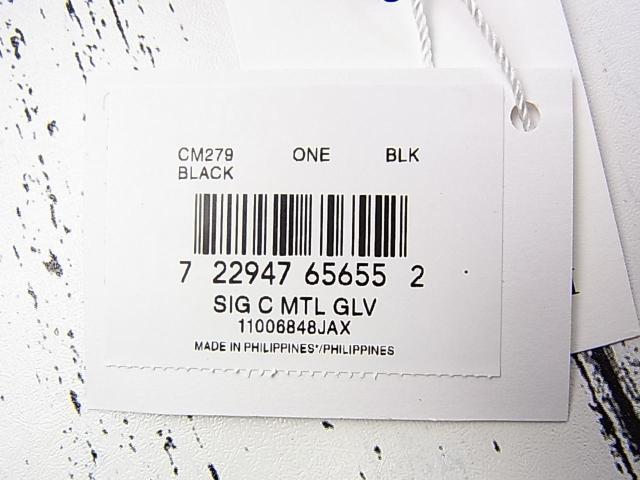 CM279 ONE BLK
BLACK
7 22947 65655 2
SIG C MTL GLV
11006848JAX
MADE IN PHILIPPINES*/PHILIPPINES